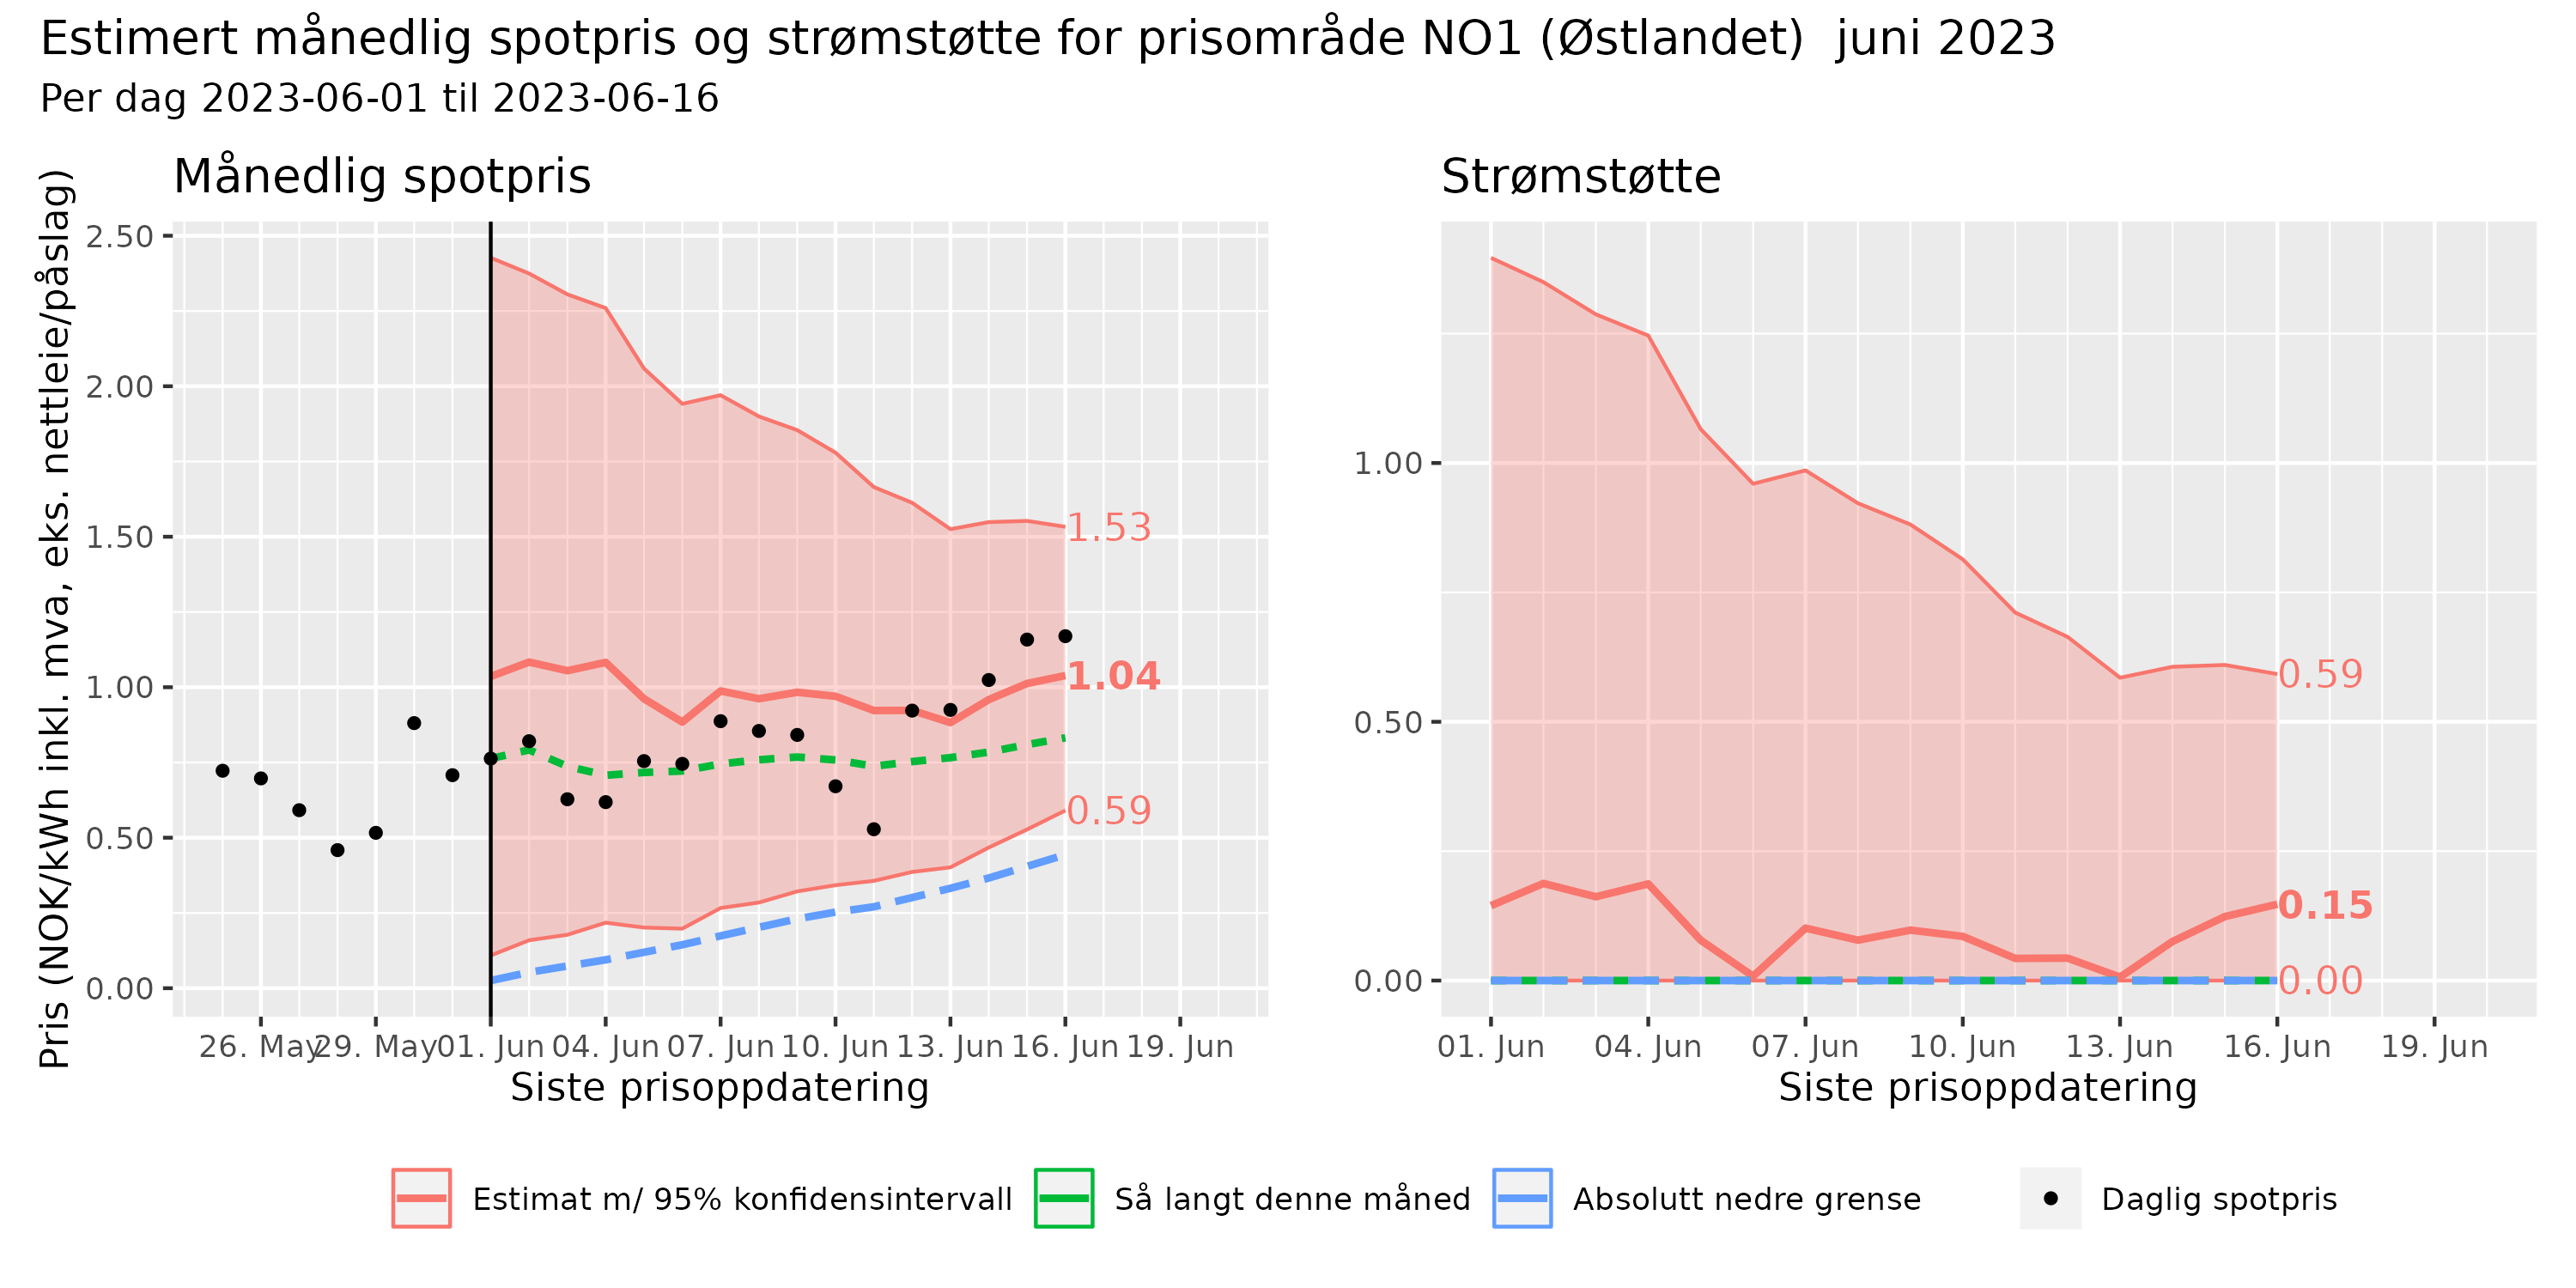 Estimert månedlig spotpris og strømstøtte for prisområde NO1 (Østlandet)  juni 2023
Per dag 2023-06-01 til 2023-06-16
Månedlig spotpris
Pris (NOK/kWh inkl. mva, eks. nettleie/påslag)
2.50
2.00
1.50
1.00
0.50
0.00
1.53
1.04
0.59
26. May 29. May 01. Jun 04. Jun 07. Jun 10. Jun 13. Jun 16. Jun 19. Jun
Siste prisoppdatering
Strømstøtte
1.00
0.50
0.00
0.59
0.15
0.00
01. Jun 04. Jun 07. Jun 10. Jun 13. Jun 16. Jun 19. Jun
Siste prisoppdatering
Estimat m/ 95% konfidensintervall Så langt denne måned Absolutt nedre grense Daglig spotpris